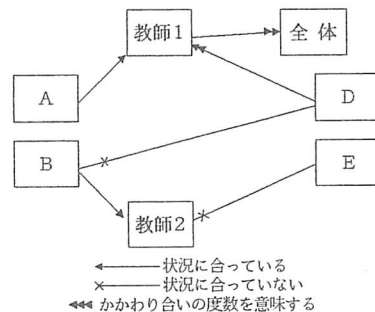 教師1
全体
A
D
B
E
教師2
状況に合っている
状況に合っていない
かかわり合いの度数を意味する